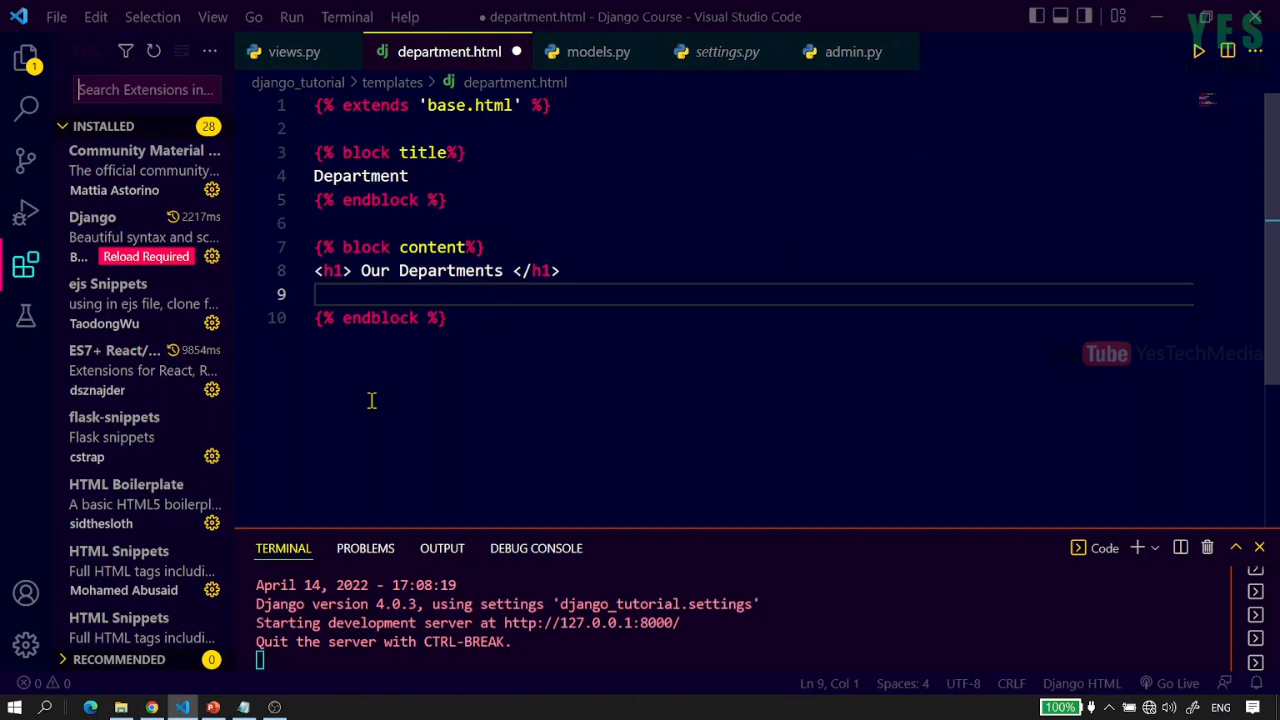 File Edit Selection View Go Run Terminal Help
● department.html - Django Course - Visual Studio Code
YES
1
views.py
department.html
models.py
settings.py
admin.py
Search Extensions in...
django_tutorial > templates > department.html
INSTALLED 28
Community Material ...
The official community...
Mattia Astorino
Django 2217ms
Beautiful syntax and sc...
B... Reload Required
ejs Snippets
using in ejs file, clone f...
TaodongWu
ES7+ React/... 9854ms
Extensions for React, R...
dsznajder
flask-snippets
Flask snippets
cstrap
HTML Boilerplate
A basic HTML5 boilerpl...
sidthesloth
HTML Snippets
Full HTML tags includi...
Mohamed Abusaid
HTML Snippets
Full HTML tags includi...
RECOMMENDED 0
1 {% extends 'base.html' %}
2
3 {% block title%}
4 Department
5 {% endblock %}
6
7 {% block content%}
8 <h1> Our Departments </h1>
9
10 {% endblock %}
Tube YesTechMedia
TERMINAL PROBLEMS OUTPUT DEBUG CONSOLE
Code
April 14, 2022 - 17:08:19
Django version 4.0.3, using settings 'django_tutorial.settings'
Starting development server at http://127.0.0.1:8000/
Quit the server with CTRL-BREAK.
0 0
Ln 9, Col 1 Spaces: 4 UTF-8 CRLF Django HTML Go Live
100% ENG